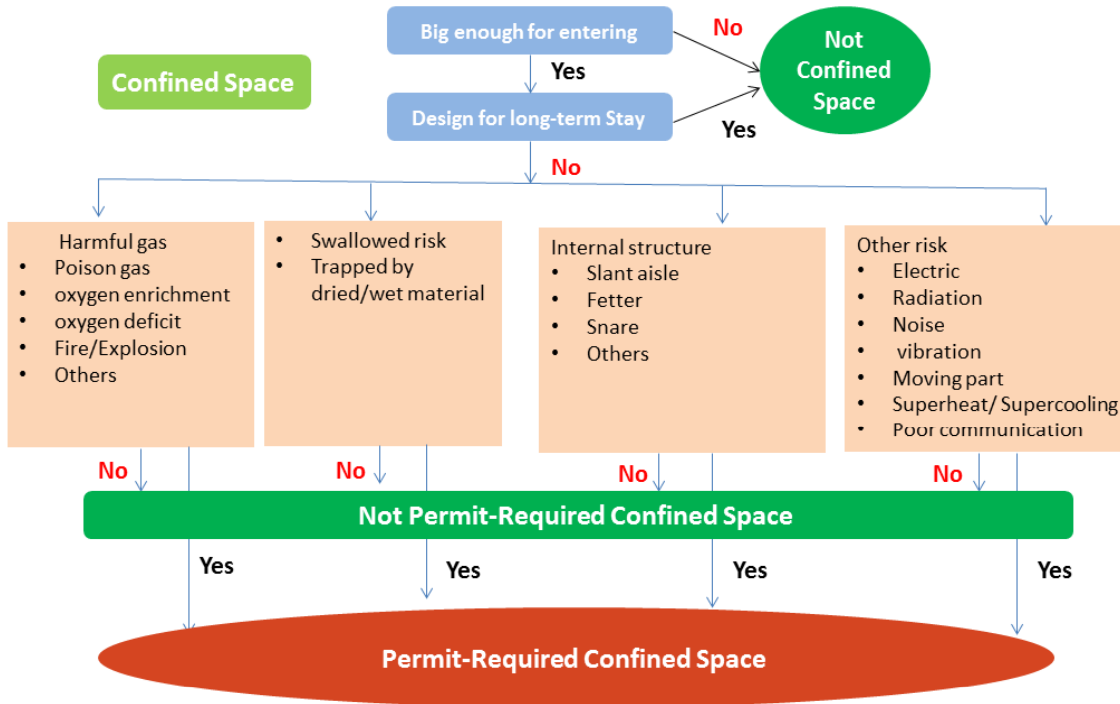 Big enough for entering
No
Not
Confined
Space
Confined Space
Yes
Design for long-term Stay
Yes
No
Harmful gas
• Poison gas
• oxygen enrichment
• oxygen deficit
• Fire/Explosion
• Others
• Swallowed risk
• Trapped by
dried/wet material
Internal structure
• Slant aisle
• Fetter
• Snare
• Others
Other risk
• Electric
• Radiation
• Noise
• vibration
• Moving part
• Superheat/ Supercooling
• Poor communication
No
No
No
No
Not Permit-Required Confined Space
Yes
Yes
Yes
Yes
Permit-Required Confined Space